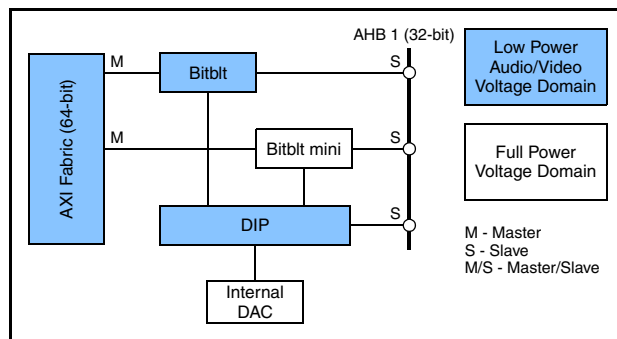 AHB 1 (32-bit)
M
Bitblt
S
Low Power
Audio/Video
Voltage Domain
AXI Fabric (64-bit)
M
Bitblt mini
S
Full Power
Voltage Domain
DIP
S
M - Master
S - Slave
M/S - Master/Slave
Internal
DAC